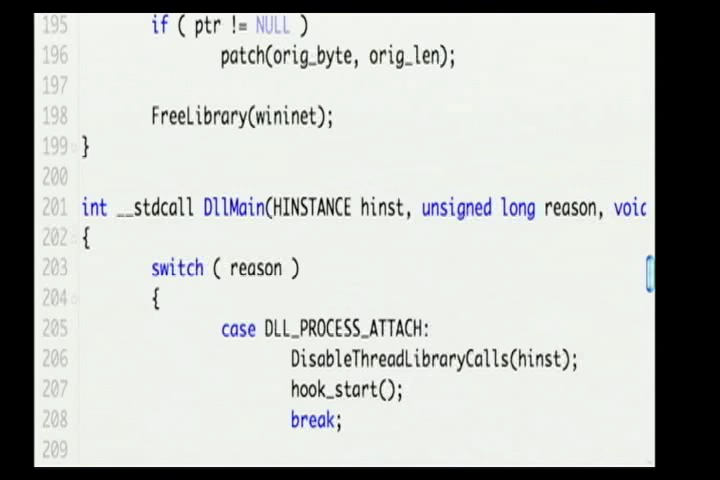 195 if ( ptr != NULL )
196 patch(orig_byte, orig_len);
197
198 FreeLibrary(wininet);
199 }
200
201 int __stdcall DllMain(HINSTANCE hinst, unsigned long reason, voic
202 {
203 switch ( reason )
204 {
205 case DLL_PROCESS_ATTACH:
206 DisableThreadLibraryCalls(hinst);
207 hook_start();
208 break;
209